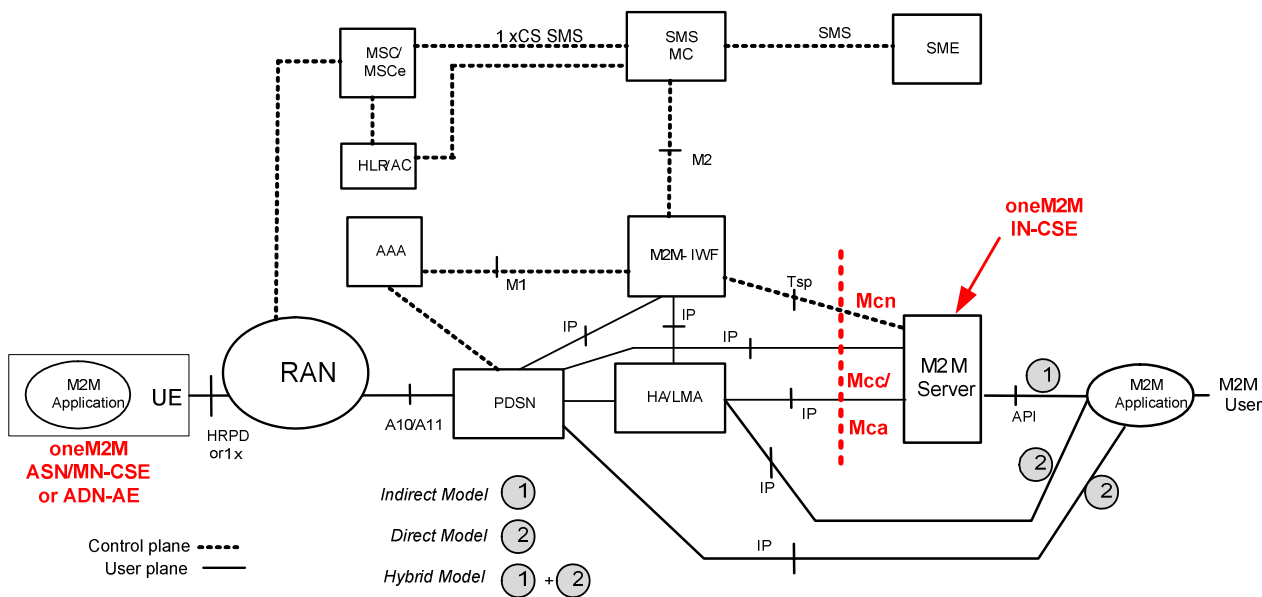 MSC/
MSCe
1 xCS SMS
SMS
MC
SMS
SME
HLR/AC
M2
oneM2M
IN-CSE
AAA
M1
M2M- IWF
Tsp
Mcn
IP
IP
IP
M2M
Application
UE
RAN
HRPD
or1x
A10/A11
PDSN
HA/LMA
IP
Mcc/
Mca
M2M
Server
1
API
M2M
Application
M2M
User
oneM2M
ASN/MN-CSE
or ADN-AE
2
2
IP
IP
Indirect Model 1
Direct Model 2
Hybrid Model 1 + 2
Control plane
User plane